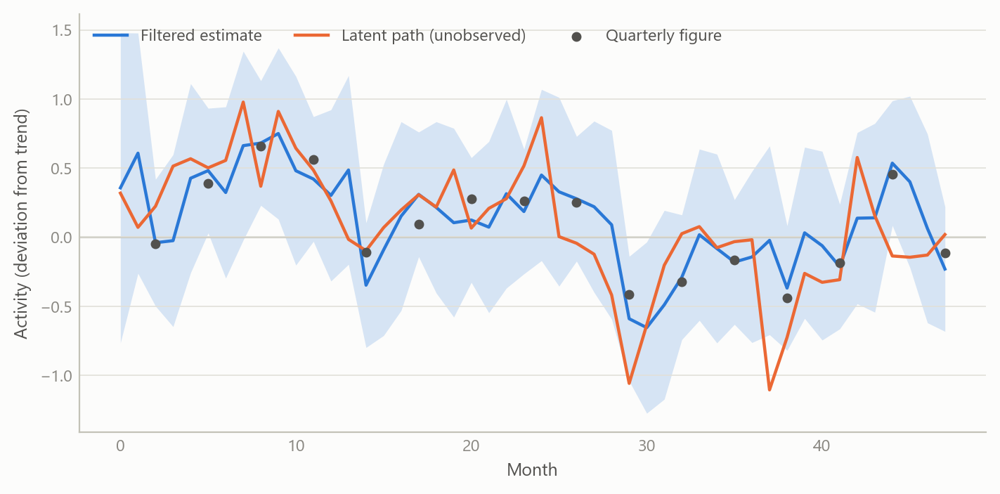 Filtered estimate Latent path (unobserved) Quarterly figure
Activity (deviation from trend)
1.5
1.0
0.5
0.0
−0.5
−1.0
0 10 20 30 40
Month